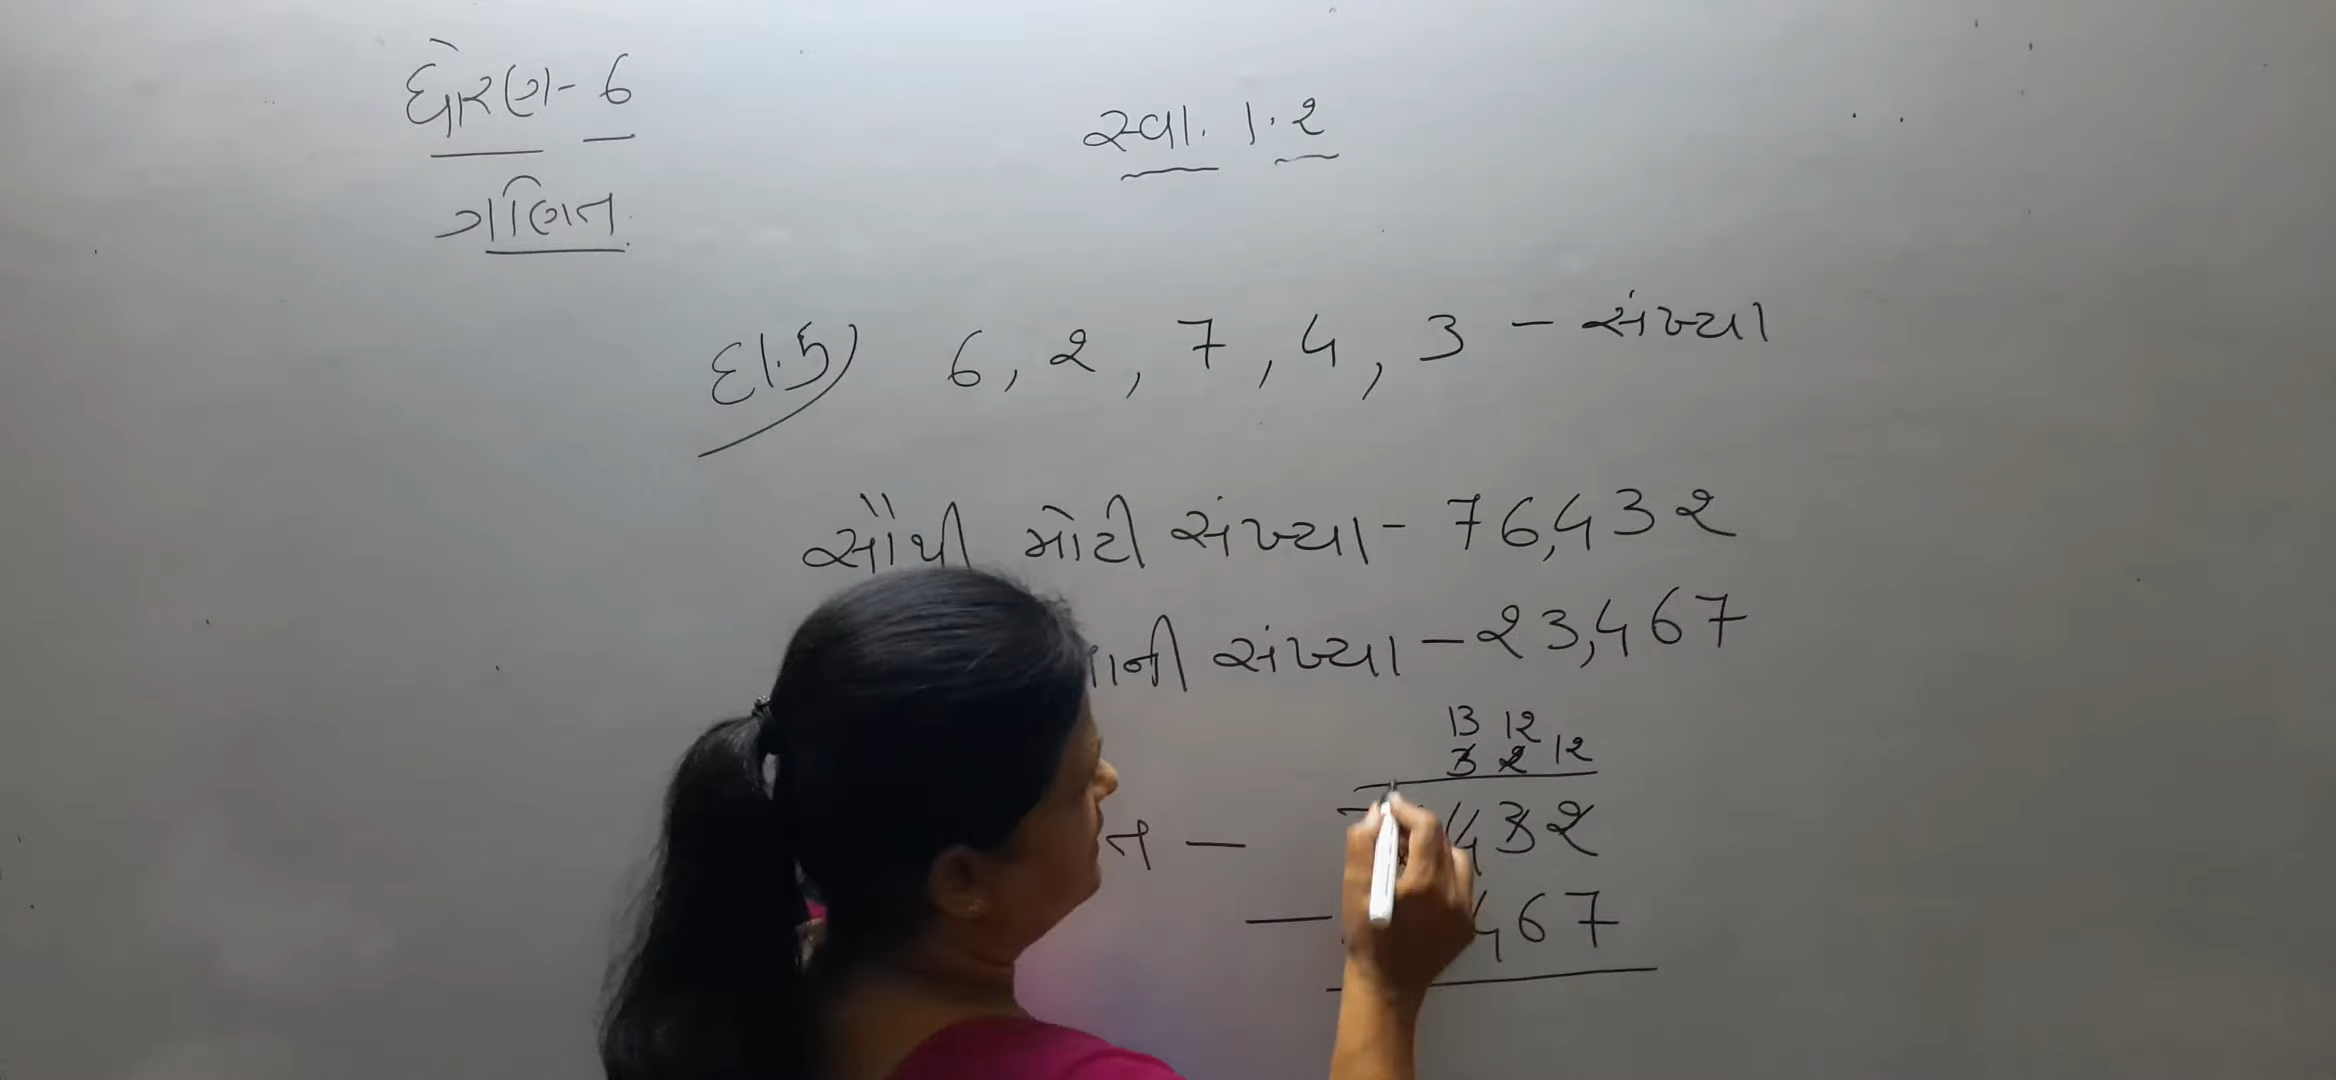 ધોરણ- 6
ગણિત.
સ્વા. 1.2
દા.5) 6, 2, 7, 4, 3 - સંખ્યા
સૌથી મોટી સંખ્યા - 76,432
સંખ્યા - 23,467
13 12
3 2 12
432
467